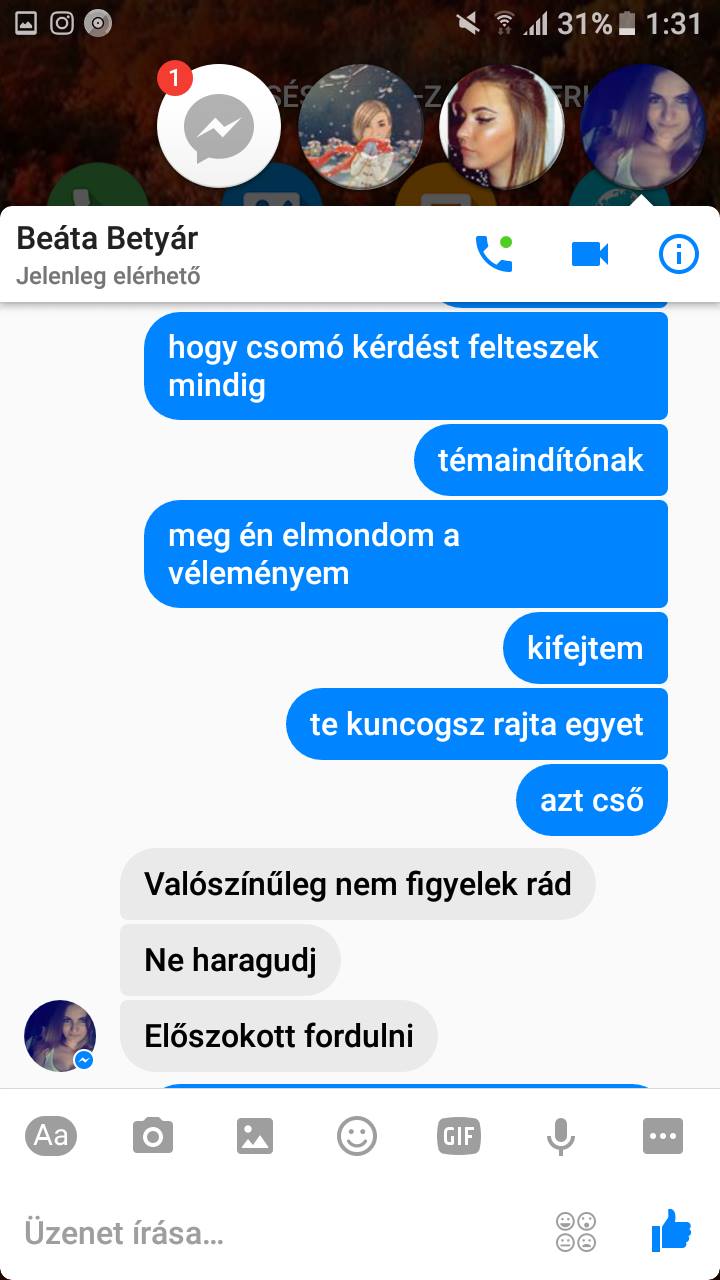 31% 1:31
1
Beáta Betyár
Jelenleg elérhető
hogy csomó kérdést felteszek
mindig
témaindítónak
meg én elmondom a
véleményem
kifejtem
te kuncogsz rajta egyet
azt cső
Valószínűleg nem figyelek rád
Ne haragudj
Előszokott fordulni
Aa
GIF
Üzenet írása...